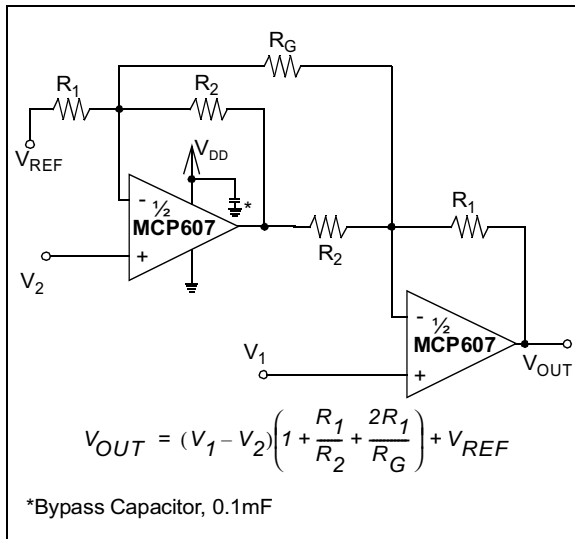 R_G
R_1
R_2
V_REF
V_DD
*
- ½
MCP607
+
V_2
R_2
R_1
- ½
MCP607
V_1
+
V_OUT
V_OUT = (V_1 – V_2)(1 + R_1/R_2 + 2R_1/R_G) + V_REF
*Bypass Capacitor, 0.1mF